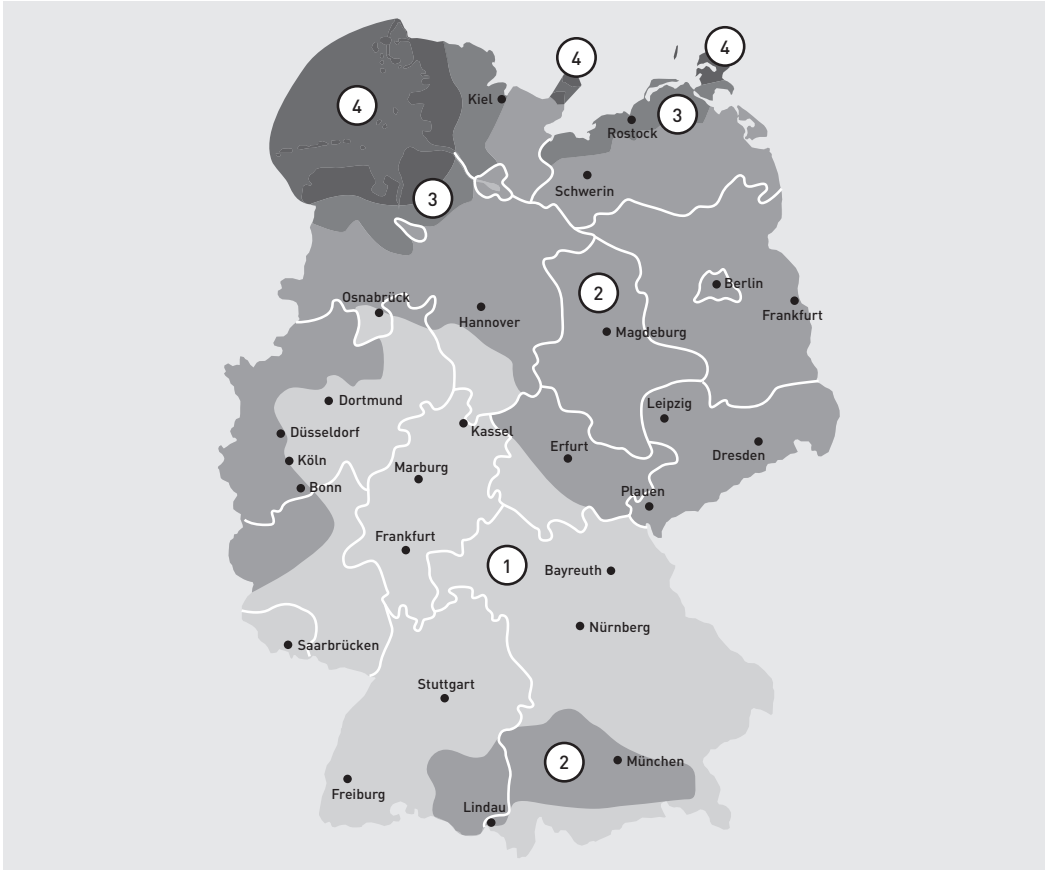 4
4
4
Kiel
3
Rostock
3
Schwerin
2
Berlin
Osnabrück
Frankfurt
Hannover
Magdeburg
Dortmund
Leipzig
Düsseldorf
Kassel
Erfurt
Dresden
Köln
Marburg
Bonn
Plauen
Frankfurt
1
Bayreuth
Nürnberg
Saarbrücken
Stuttgart
2
München
Freiburg
Lindau